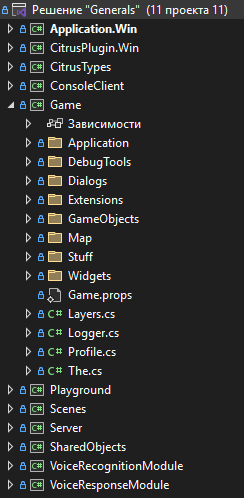 Решение "Generals" (11 проекта 11)
Application.Win
CitrusPlugin.Win
CitrusTypes
ConsoleClient
Game
Зависимости
Application
DebugTools
Dialogs
Extensions
GameObjects
Map
Stuff
Widgets
Game.props
C# Layers.cs
C# Logger.cs
C# Profile.cs
C# The.cs
Playground
Scenes
Server
SharedObjects
VoiceRecognitionModule
VoiceResponseModule